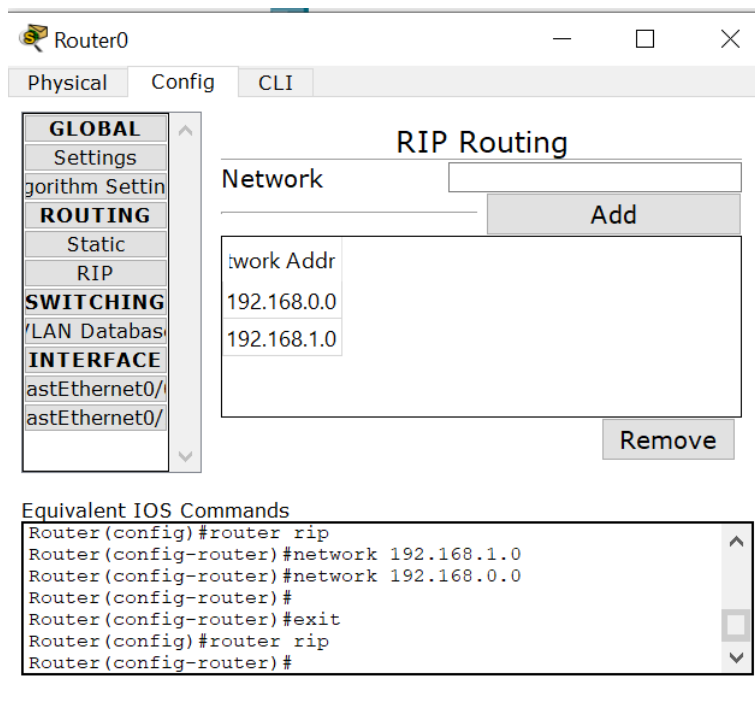 Router0
Physical Config CLI
GLOBAL
Settings
gorithm Settin
ROUTING
Static
RIP
SWITCHING
VLAN Databas
INTERFACE
astEthernet0/
astEthernet0/
RIP Routing
Network
Add
twork Addr
192.168.0.0
192.168.1.0
Remove
Equivalent IOS Commands
Router(config)#router rip
Router(config-router)#network 192.168.1.0
Router(config-router)#network 192.168.0.0
Router(config-router)#
Router(config-router)#exit
Router(config)#router rip
Router(config-router)#